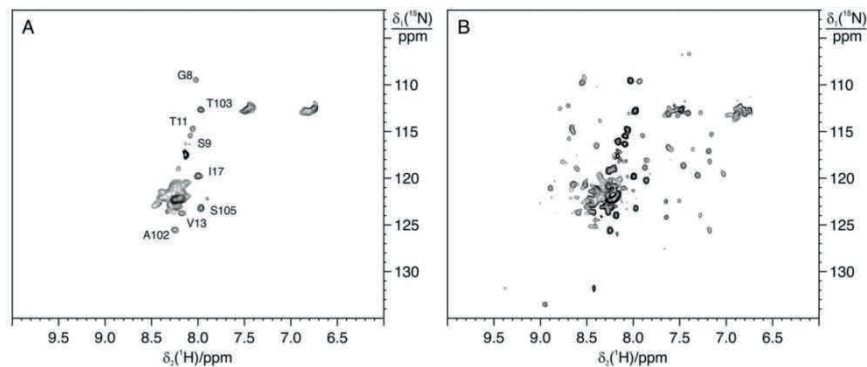 A
δ₁(¹⁵N)
ppm
G8
T103
T11
S9
I17
S105
V13
A102
110
115
120
125
130
9.5 9.0 8.5 8.0 7.5 7.0 6.5
δ₂(¹H)/ppm
B
δ₁(¹⁵N)
ppm
110
115
120
125
130
9.5 9.0 8.5 8.0 7.5 7.0 6.5
δ₂(¹H)/ppm